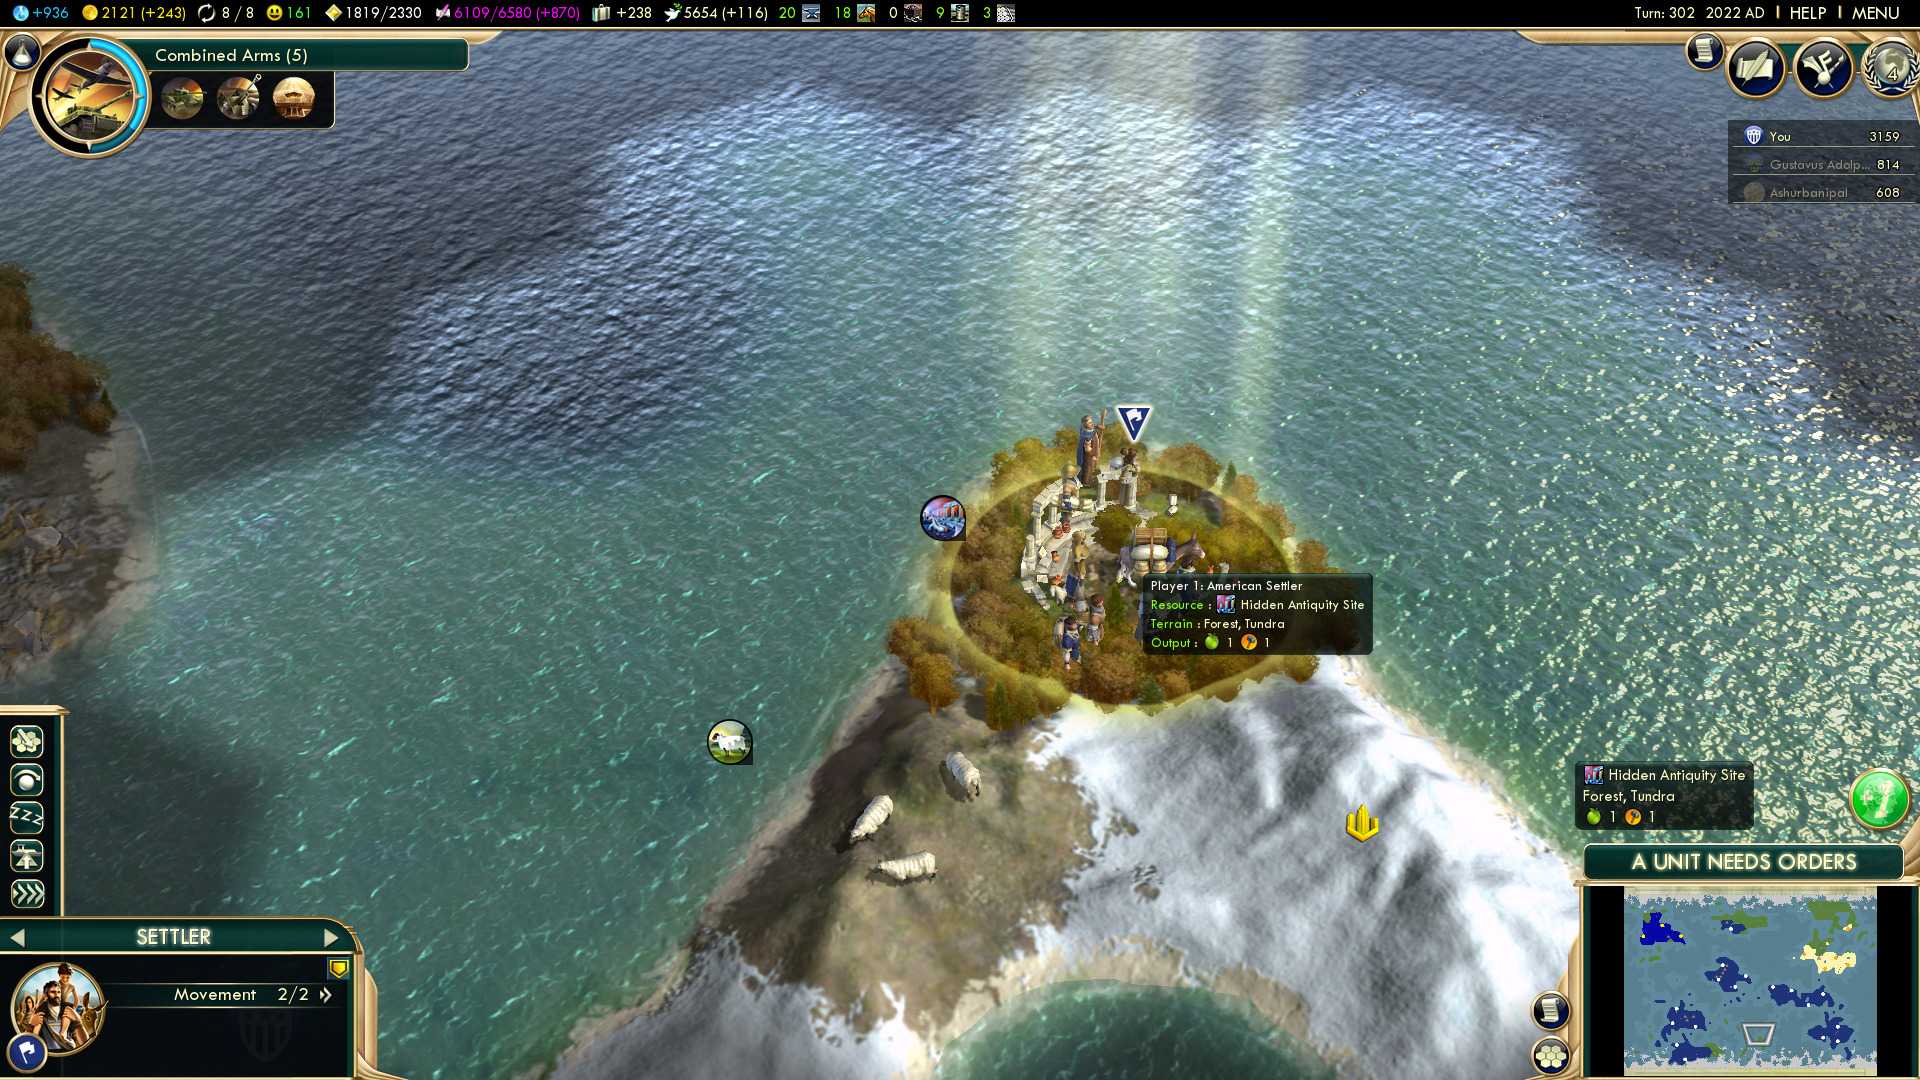 +936 2121 (+243) 8 / 8 161 1819/2330 6109/6580 (+870) +238 5654 (+116) 20 18 0 9 3
Turn: 302 2022 AD HELP MENU
Combined Arms (5)
4
You 3159
Gustavus Adolp... 814
Ashurbanipal 608
Player 1: American Settler
Resource : Hidden Antiquity Site
Terrain : Forest, Tundra
Output : 1 1
Hidden Antiquity Site
Forest, Tundra
1 1
A UNIT NEEDS ORDERS
SETTLER
Movement 2/2